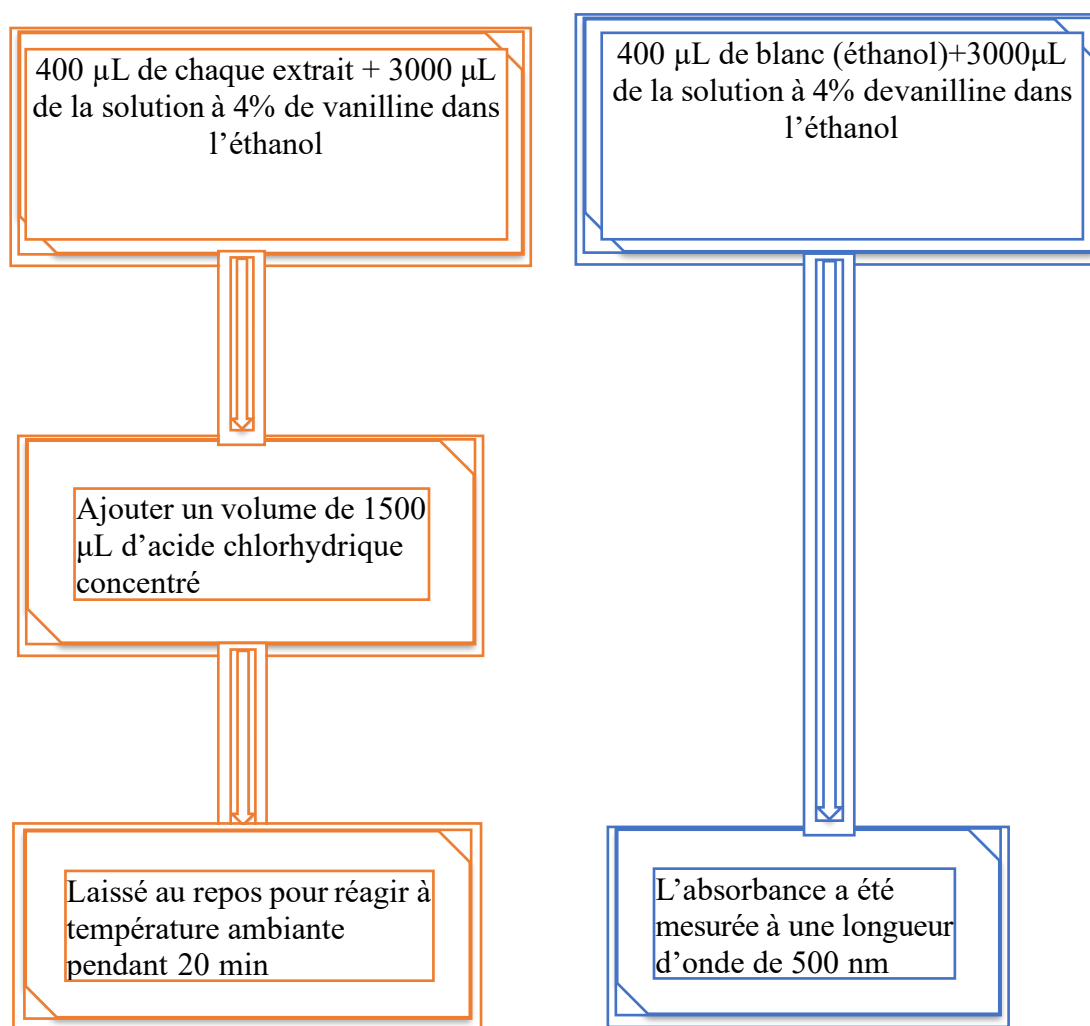 400 µL de chaque extrait + 3000 µL
de la solution à 4% de vanilline dans
l’éthanol
400 µL de blanc (éthanol)+3000µL
de la solution à 4% devanilline dans
l’éthanol
Ajouter un volume de 1500
µL d’acide chlorhydrique
concentré
Laissé au repos pour réagir à
température ambiante
pendant 20 min
L’absorbance a été
mesurée à une longueur
d’onde de 500 nm